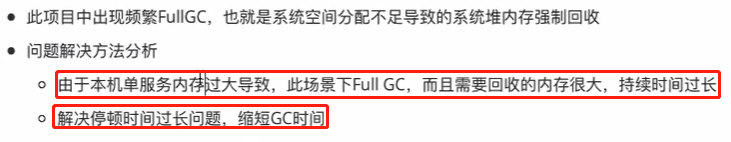 此项目中出现频繁FullGC，也就是系统空间分配不足导致的系统堆内存强制回收
问题解决方法分析
由于本机单服务内存过大导致，此场景下Full GC，而且需要回收的内存很大，持续时间过长
解决停顿时间过长问题，缩短GC时间